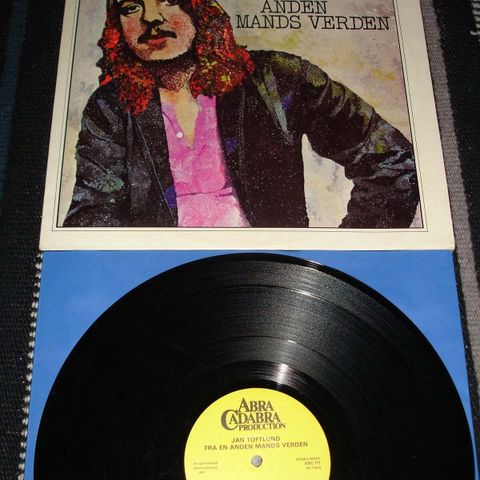 ANDEN
MANDS VERDEN
ABRA
CADABRA
PRODUCTION
JAN TOFTLUND
FRA EN ANDEN MANDS VERDEN